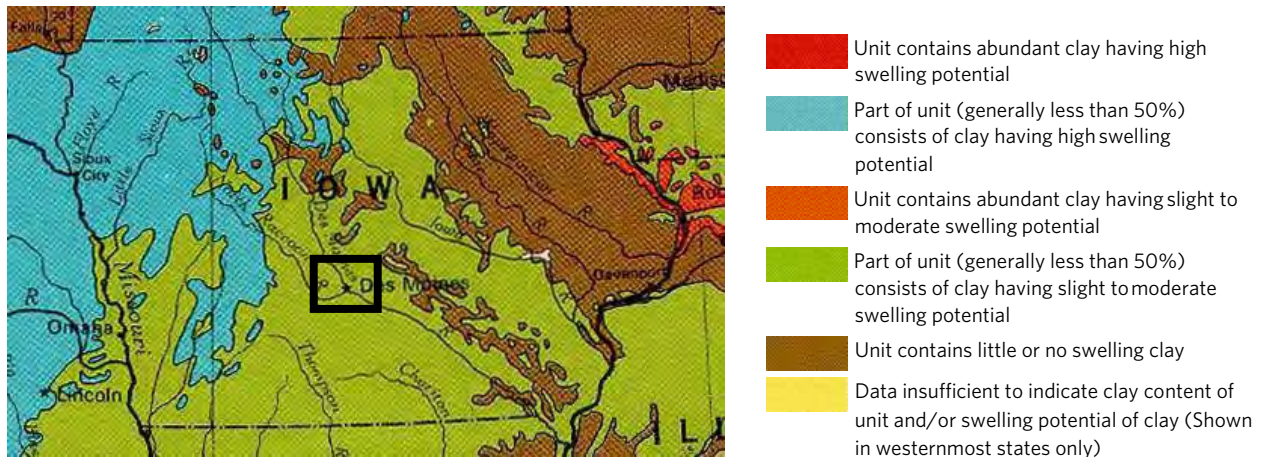 Sioux
City
Floyd
R
Little
Sioux
R
IOWA
Raccoon
R
Des Moines
Iowa
R
Wapsipinicon
R
Davenport
Madis
Roc
Missouri
Omaha
R
Lincoln
Thompson
R
Chariton
R
ILL
Unit contains abundant clay having high
swelling potential
Part of unit (generally less than 50%)
consists of clay having high swelling
potential
Unit contains abundant clay having slight to
moderate swelling potential
Part of unit (generally less than 50%)
consists of clay having slight to moderate
swelling potential
Unit contains little or no swelling clay
Data insufficient to indicate clay content of
unit and/or swelling potential of clay (Shown
in westernmost states only)